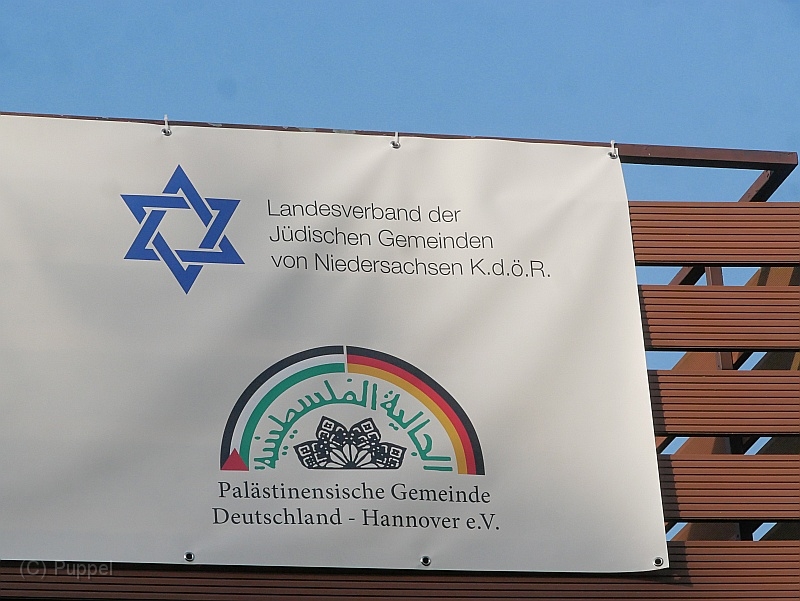 Landesverband der
Jüdischen Gemeinden
von Niedersachsen K.d.ö.R.
الجالية الفلسطينية
Palästinensische Gemeinde
Deutschland - Hannover e.V.
(C) Puppel